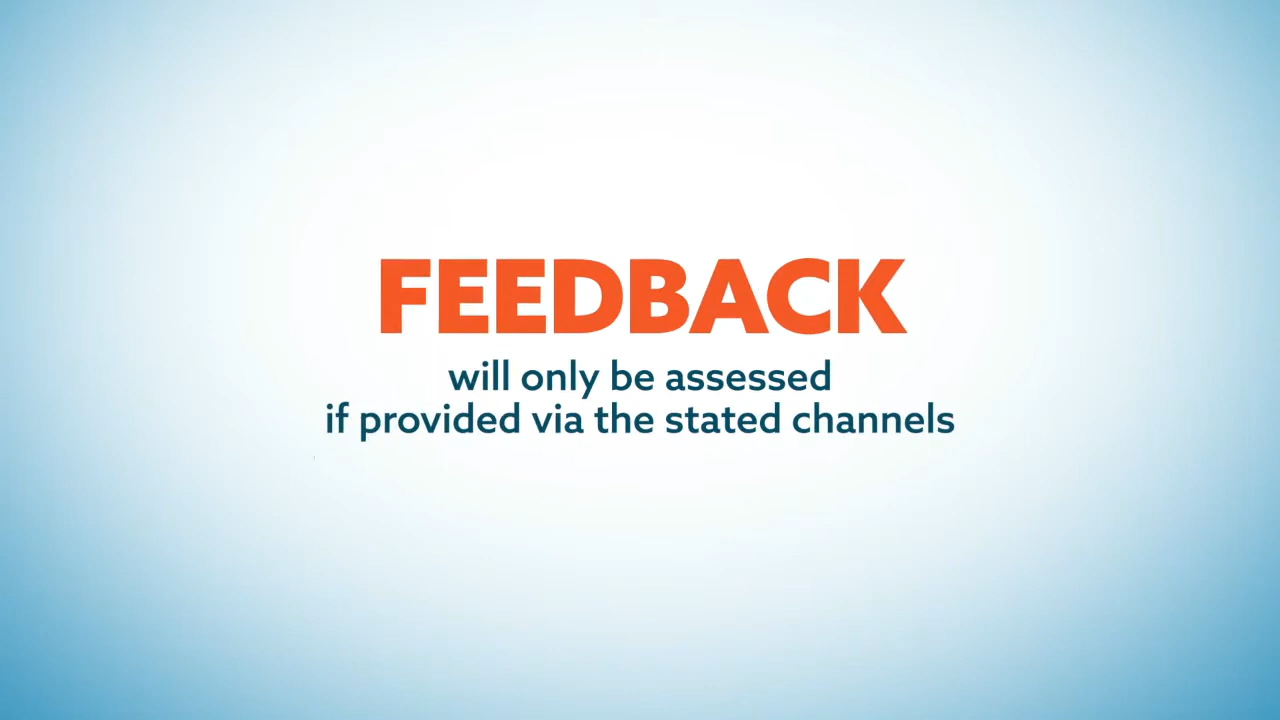 FEEDBACK
will only be assessed
if provided via the stated channels